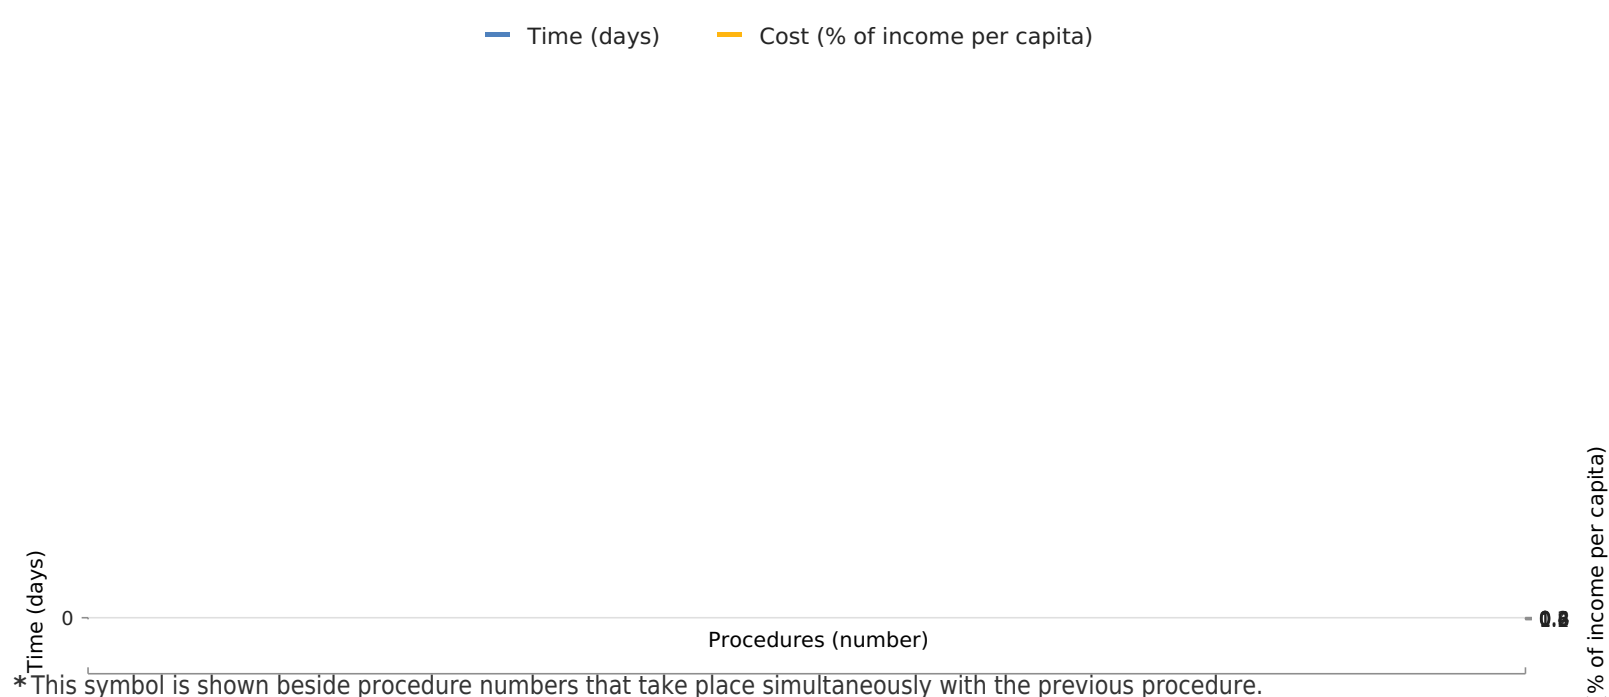 Time (days) Cost (% of income per capita)
% of income per capita)
Time (days)
0
Procedures (number)
* This symbol is shown beside procedure numbers that take place simultaneously with the previous procedure.